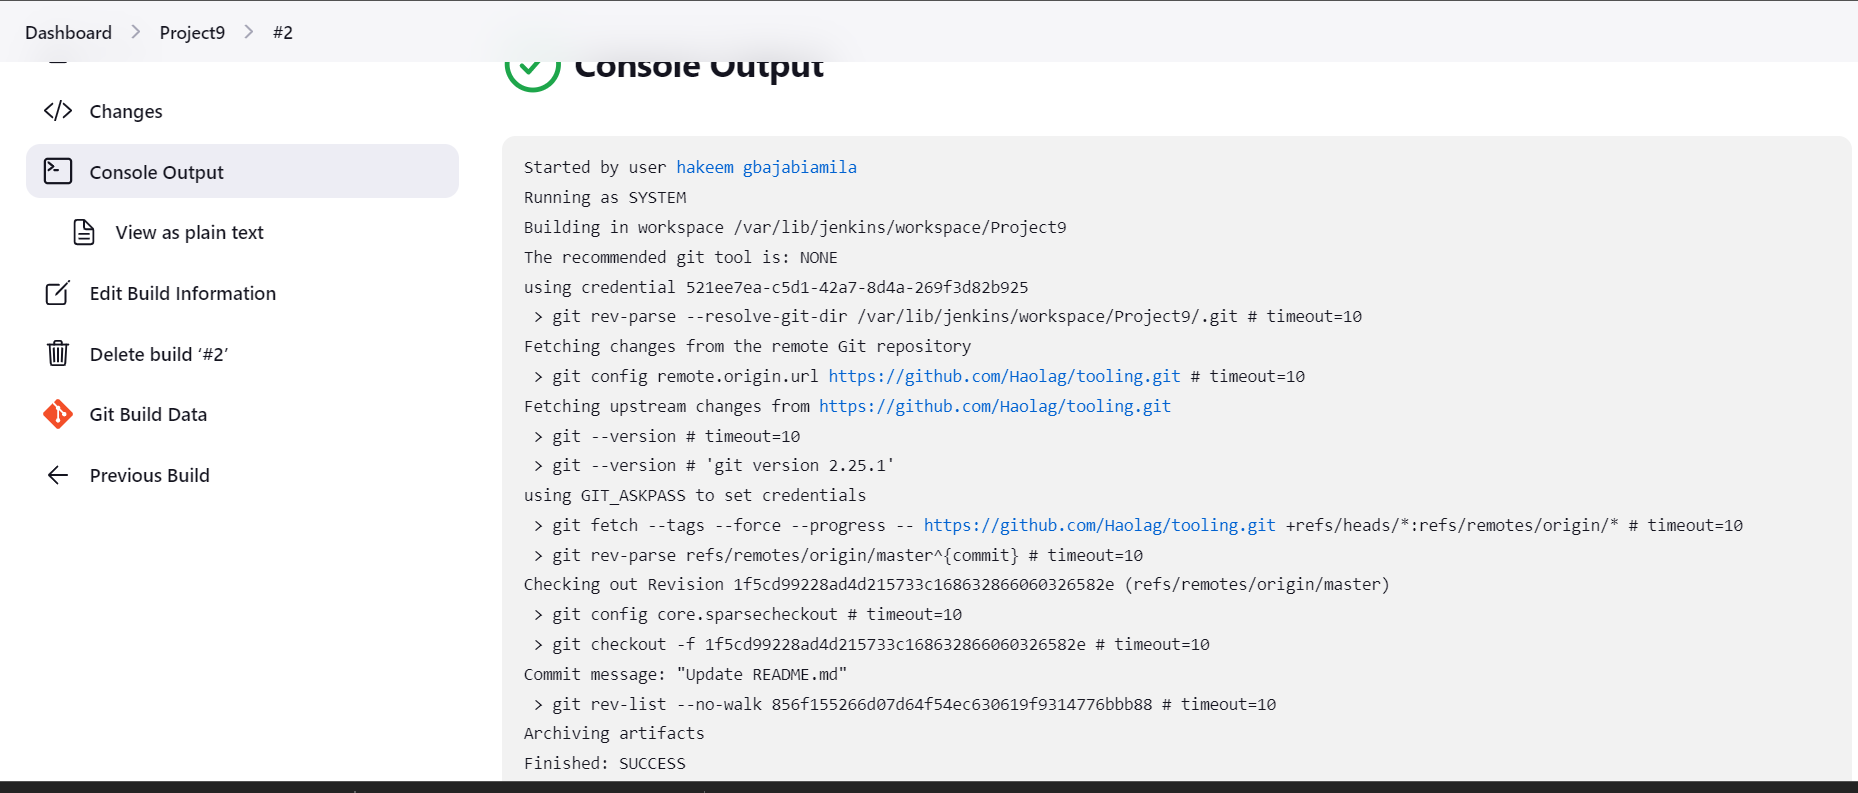 Dashboard > Project9 > #2
Changes
Console Output
View as plain text
Edit Build Information
Delete build ‘#2’
Git Build Data
Previous Build
Console Output
Started by user hakeem gbajabiamila
Running as SYSTEM
Building in workspace /var/lib/jenkins/workspace/Project9
The recommended git tool is: NONE
using credential 521ee7ea-c5d1-42a7-8d4a-269f3d82b925
 > git rev-parse --resolve-git-dir /var/lib/jenkins/workspace/Project9/.git # timeout=10
Fetching changes from the remote Git repository
 > git config remote.origin.url https://github.com/Haolag/tooling.git # timeout=10
Fetching upstream changes from https://github.com/Haolag/tooling.git
 > git --version # timeout=10
 > git --version # 'git version 2.25.1'
using GIT_ASKPASS to set credentials
 > git fetch --tags --force --progress -- https://github.com/Haolag/tooling.git +refs/heads/*:refs/remotes/origin/* # timeout=10
 > git rev-parse refs/remotes/origin/master^{commit} # timeout=10
Checking out Revision 1f5cd99228ad4d215733c168632866060326582e (refs/remotes/origin/master)
 > git config core.sparsecheckout # timeout=10
 > git checkout -f 1f5cd99228ad4d215733c168632866060326582e # timeout=10
Commit message: "Update README.md"
 > git rev-list --no-walk 856f155266d07d64f54ec630619f9314776bbb88 # timeout=10
Archiving artifacts
Finished: SUCCESS